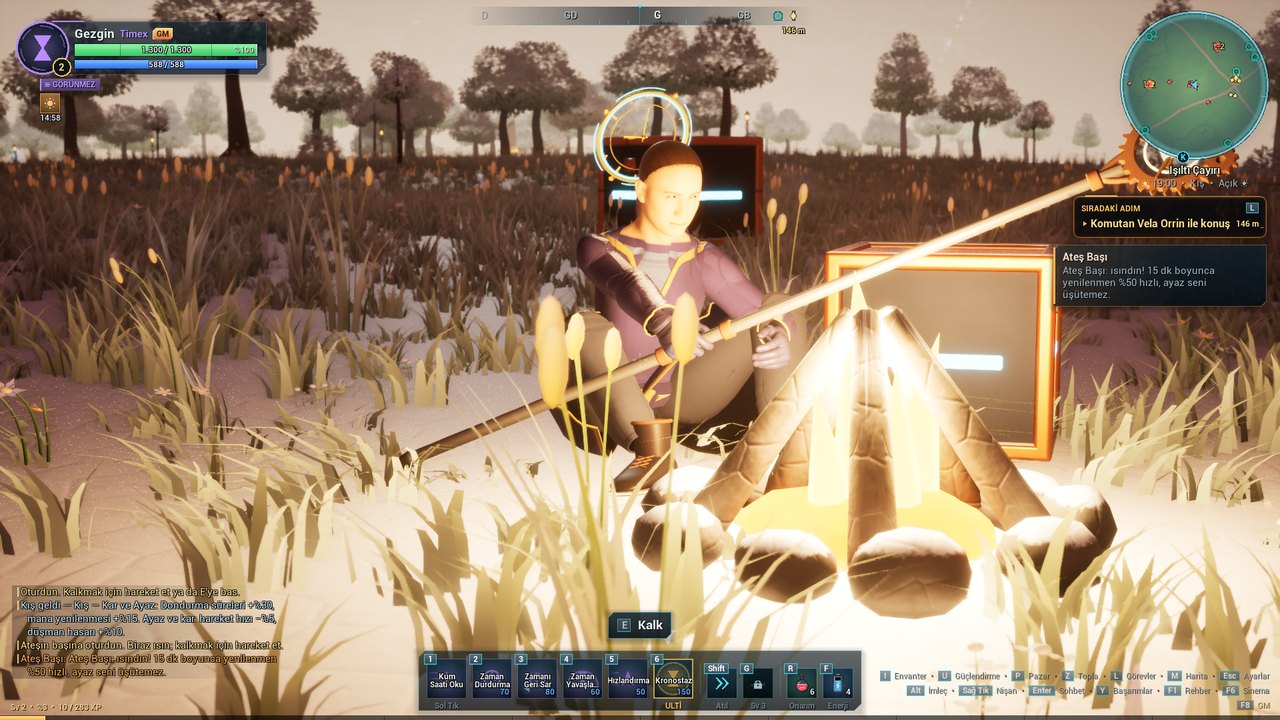 D GD G GB
146 m
Gezgin Timex GM
1.300 / 1.300 %100
588 / 588
2
GÖRÜNMEZ
14:58
K
Işıltı Çayırı
19:00 • Kış • Açık
SIRADAKİ ADIM L
Komutan Vela Orrin ile konuş 146 m
Ateş Başı
Ateş Başı: ısındın! 15 dk boyunca
yenilenmen %50 hızlı, ayaz seni
üşütemez.
Oturdun. Kalkmak için hareket et ya da E'ye bas.
Kış geldi — Kış — Kar ve Ayaz: Dondurma süreleri +%30,
mana yenilenmesi +%15. Ayaz ve kar hareket hızı −%5,
düşman hasarı +%10.
Ateşin başına oturdun. Biraz ısın; kalkmak için hareket et.
Ateş Başı: Ateş Başı: ısındın! 15 dk boyunca yenilenmen
%50 hızlı, ayaz seni üşütemez.
E Kalk
1 Kum Saati Oku
2 Zaman Durdurma 70
3 Zamanı Geri Sar 80
4 Zaman Yavaşla... 60
5 Hızlandırma 50
6 Kronostaz 150
Shift G R 6 F 4
Sol Tık ULTİ Atıl Sv 3 Onarım Enerji
I Envanter • U Güçlendirme • P Pazar • Z Topla • L Görevler • M Harita • Esc Ayarlar
Alt İmleç • Sağ Tık Nişan • Enter Sohbet • Y Başarımlar • F1 Rehber • F6 Sinema
F8 GM